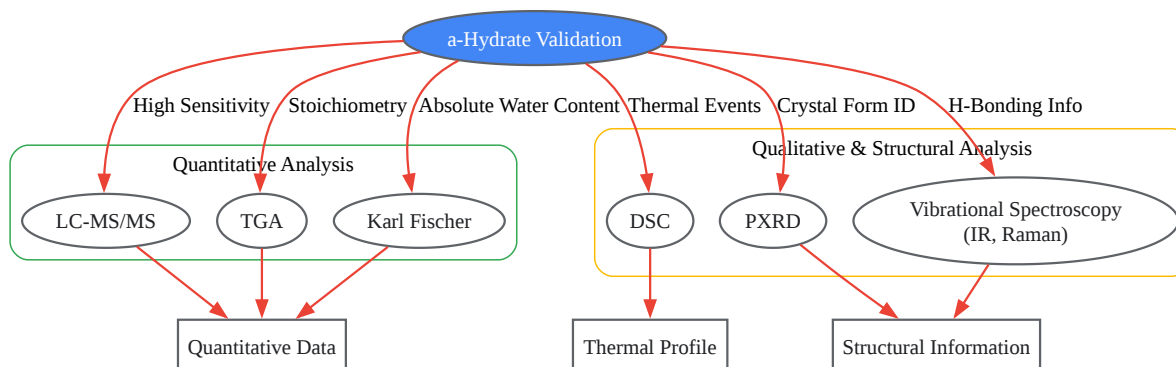 a-Hydrate Validation
High Sensitivity
Stoichiometry
Absolute Water Content
Thermal Events
Crystal Form ID
H-Bonding Info
Quantitative Analysis
Qualitative & Structural Analysis
LC-MS/MS
TGA
Karl Fischer
DSC
PXRD
Vibrational Spectroscopy
(IR, Raman)
Quantitative Data
Thermal Profile
Structural Information